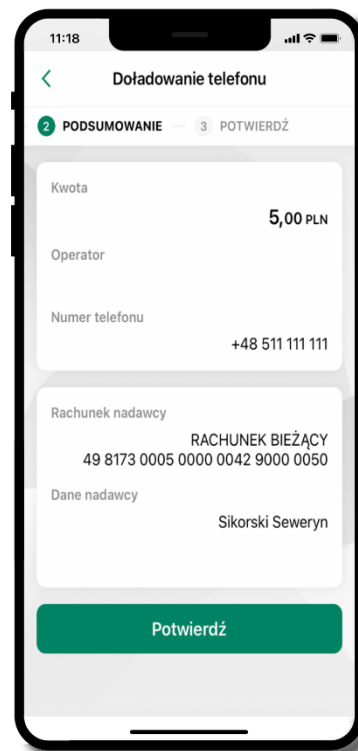 11:18
Doładowanie telefonu
2 PODSUMOWANIE 3 POTWIERDŹ
Kwota
5,00 PLN
Operator
Numer telefonu
+48 511 111 111
Rachunek nadawcy
RACHUNEK BIEŻĄCY
49 8173 0005 0000 0042 9000 0050
Dane nadawcy
Sikorski Seweryn
Potwierdź